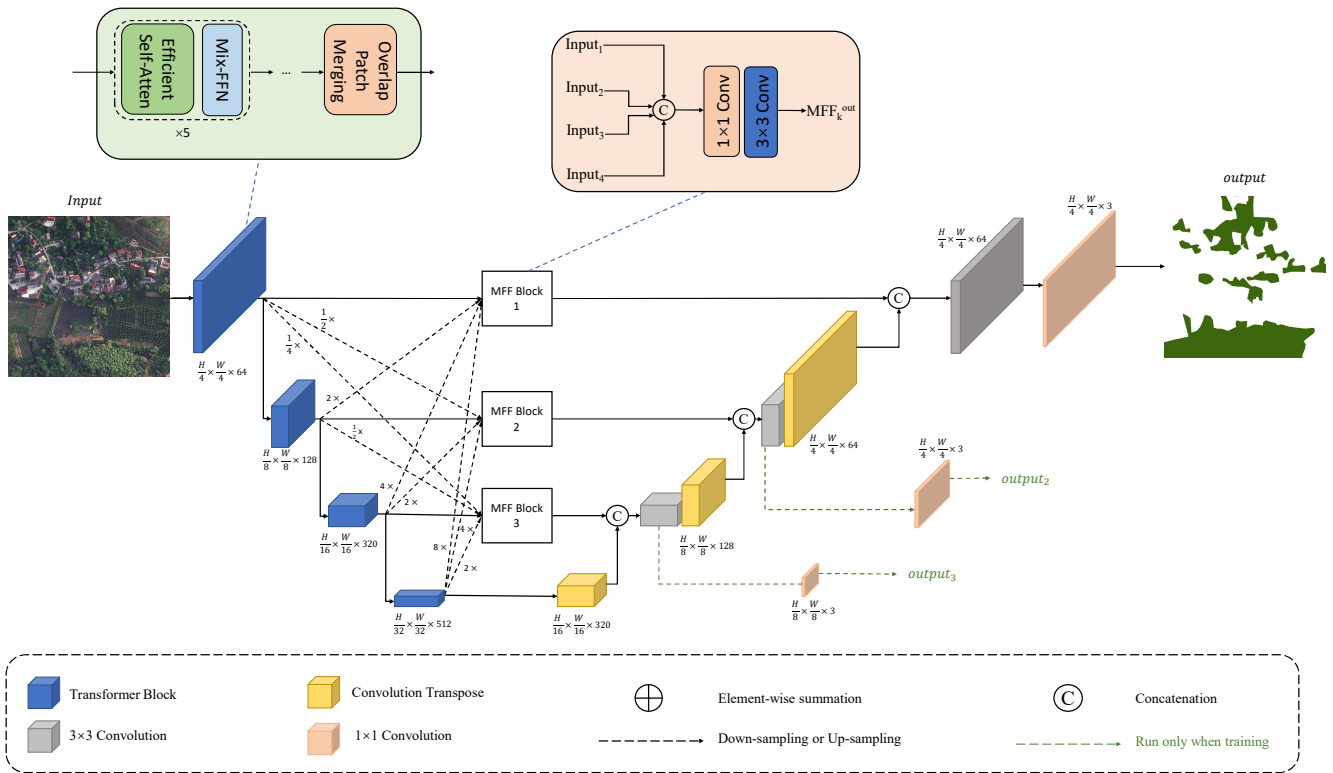 Efficient
Self-Atten
Mix-FFN
...
Overlap
Patch
Merging
×5
Input₁
Input₂
Input₃
Input₄
C
1×1 Conv
3×3 Conv
MFFₖᵒᵘᵗ
Input
output
H/4 × W/4 × 64
H/4 × W/4 × 64
H/4 × W/4 × 3
MFF Block
1
C
1/2 ×
1/4 ×
2 ×
1/2 ×
H/8 × W/8 × 128
MFF Block
2
C
H/4 × W/4 × 64
H/4 × W/4 × 3
output₂
4 ×
2 ×
H/16 × W/16 × 320
MFF Block
3
C
4 ×
8 ×
2 ×
H/8 × W/8 × 128
output₃
H/8 × W/8 × 3
H/32 × W/32 × 512
H/16 × W/16 × 320
Transformer Block
Convolution Transpose
Element-wise summation
C
Concatenation
3×3 Convolution
1×1 Convolution
Down-sampling or Up-sampling
Run only when training